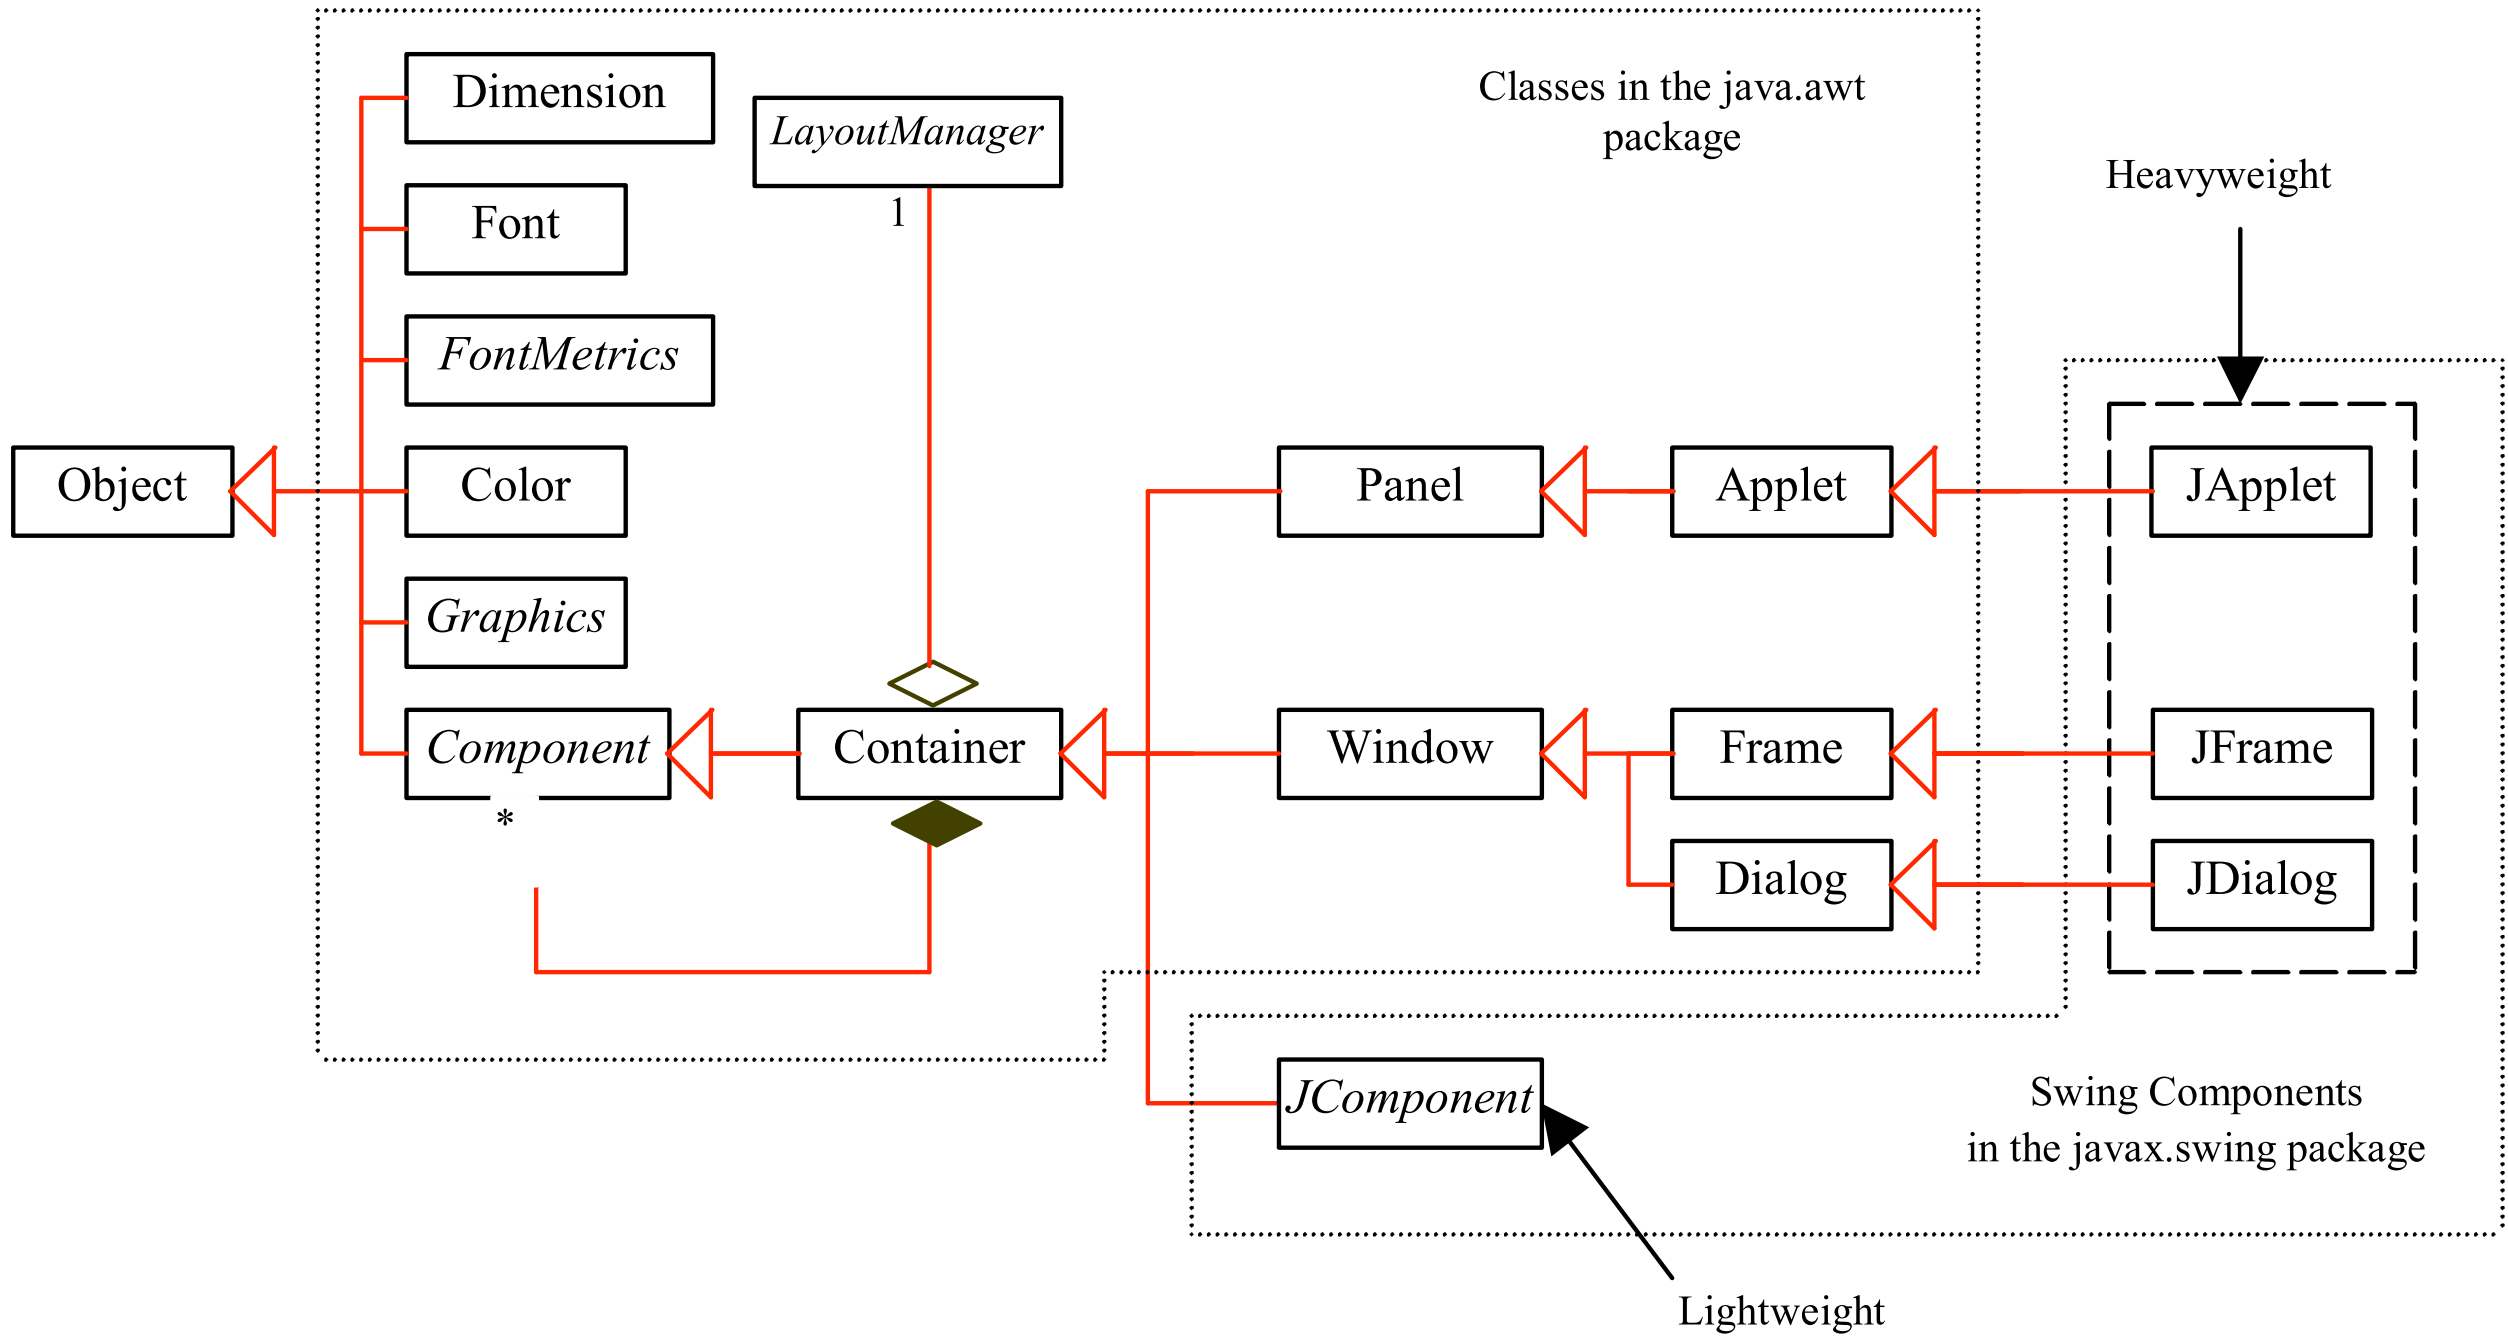 Dimension
LayoutManager
Classes in the java.awt
package
Heavyweight
1
Font
FontMetrics
Object
Color
Panel
Applet
JApplet
Graphics
Component
Container
Window
Frame
JFrame
*
Dialog
JDialog
JComponent
Swing Components
in the javax.swing package
Lightweight